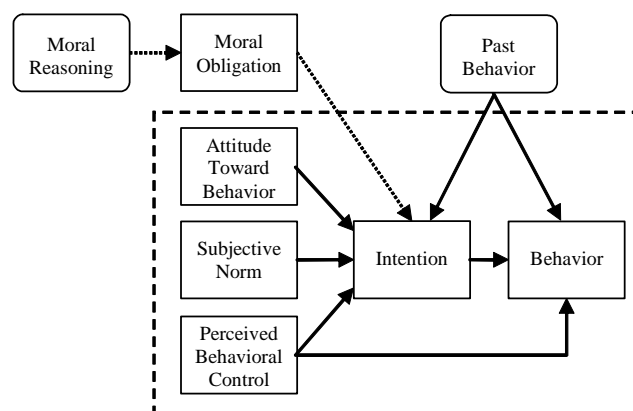 Moral
Reasoning
Moral
Obligation
Past
Behavior
Attitude
Toward
Behavior
Subjective
Norm
Intention
Behavior
Perceived
Behavioral
Control